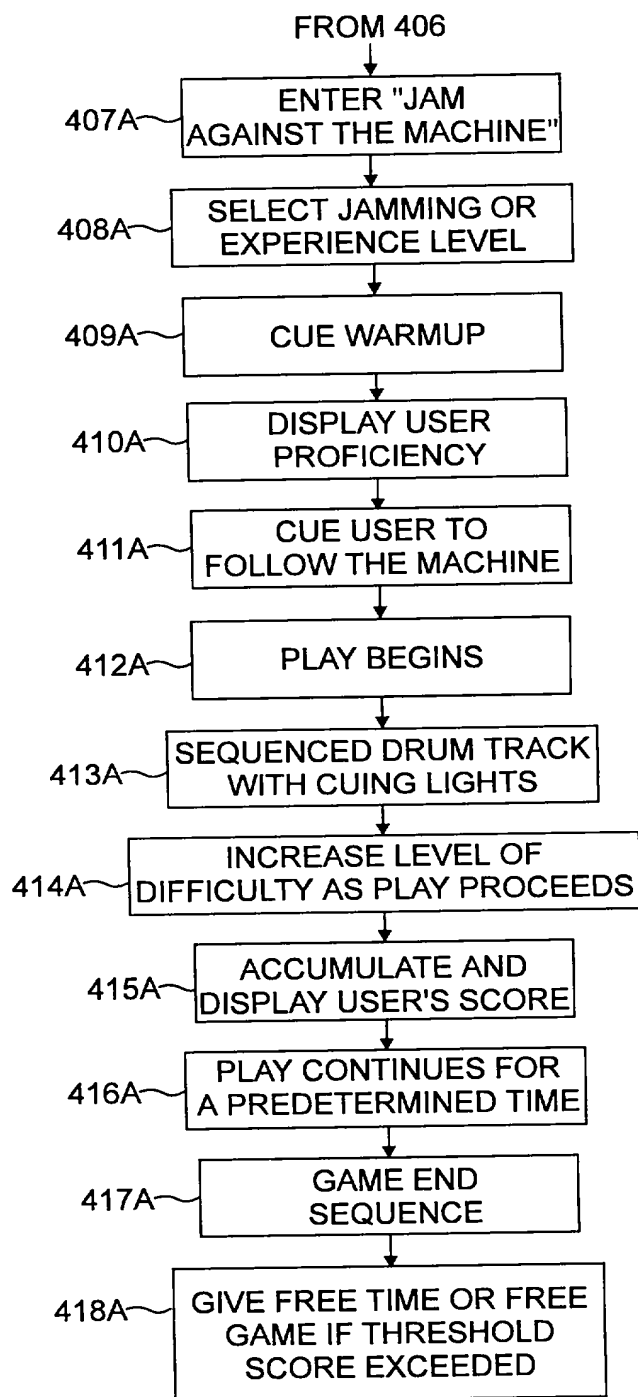 FROM 406
407A
ENTER "JAM
AGAINST THE MACHINE"
408A
SELECT JAMMING OR
EXPERIENCE LEVEL
409A
CUE WARMUP
410A
DISPLAY USER
PROFICIENCY
411A
CUE USER TO
FOLLOW THE MACHINE
412A
PLAY BEGINS
413A
SEQUENCED DRUM TRACK
WITH CUING LIGHTS
414A
INCREASE LEVEL OF
DIFFICULTY AS PLAY PROCEEDS
415A
ACCUMULATE AND
DISPLAY USER'S SCORE
416A
PLAY CONTINUES FOR
A PREDETERMINED TIME
417A
GAME END
SEQUENCE
418A
GIVE FREE TIME OR FREE
GAME IF THRESHOLD
SCORE EXCEEDED